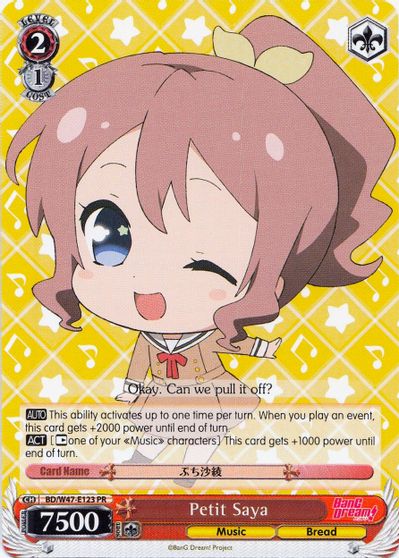 LEVEL
2
1
COST
Okay. Can we pull it off?
AUTO This ability activates up to one time per turn. When you play an event,
this card gets +2000 power until end of turn.
ACT [one of your «Music» characters] This card gets +1000 power until
end of turn.
Card Name ぷち沙綾
CH BD/W47-E123 PR
7500
Petit Saya
BanG Dream!
Music Bread
©BanG Dream! Project